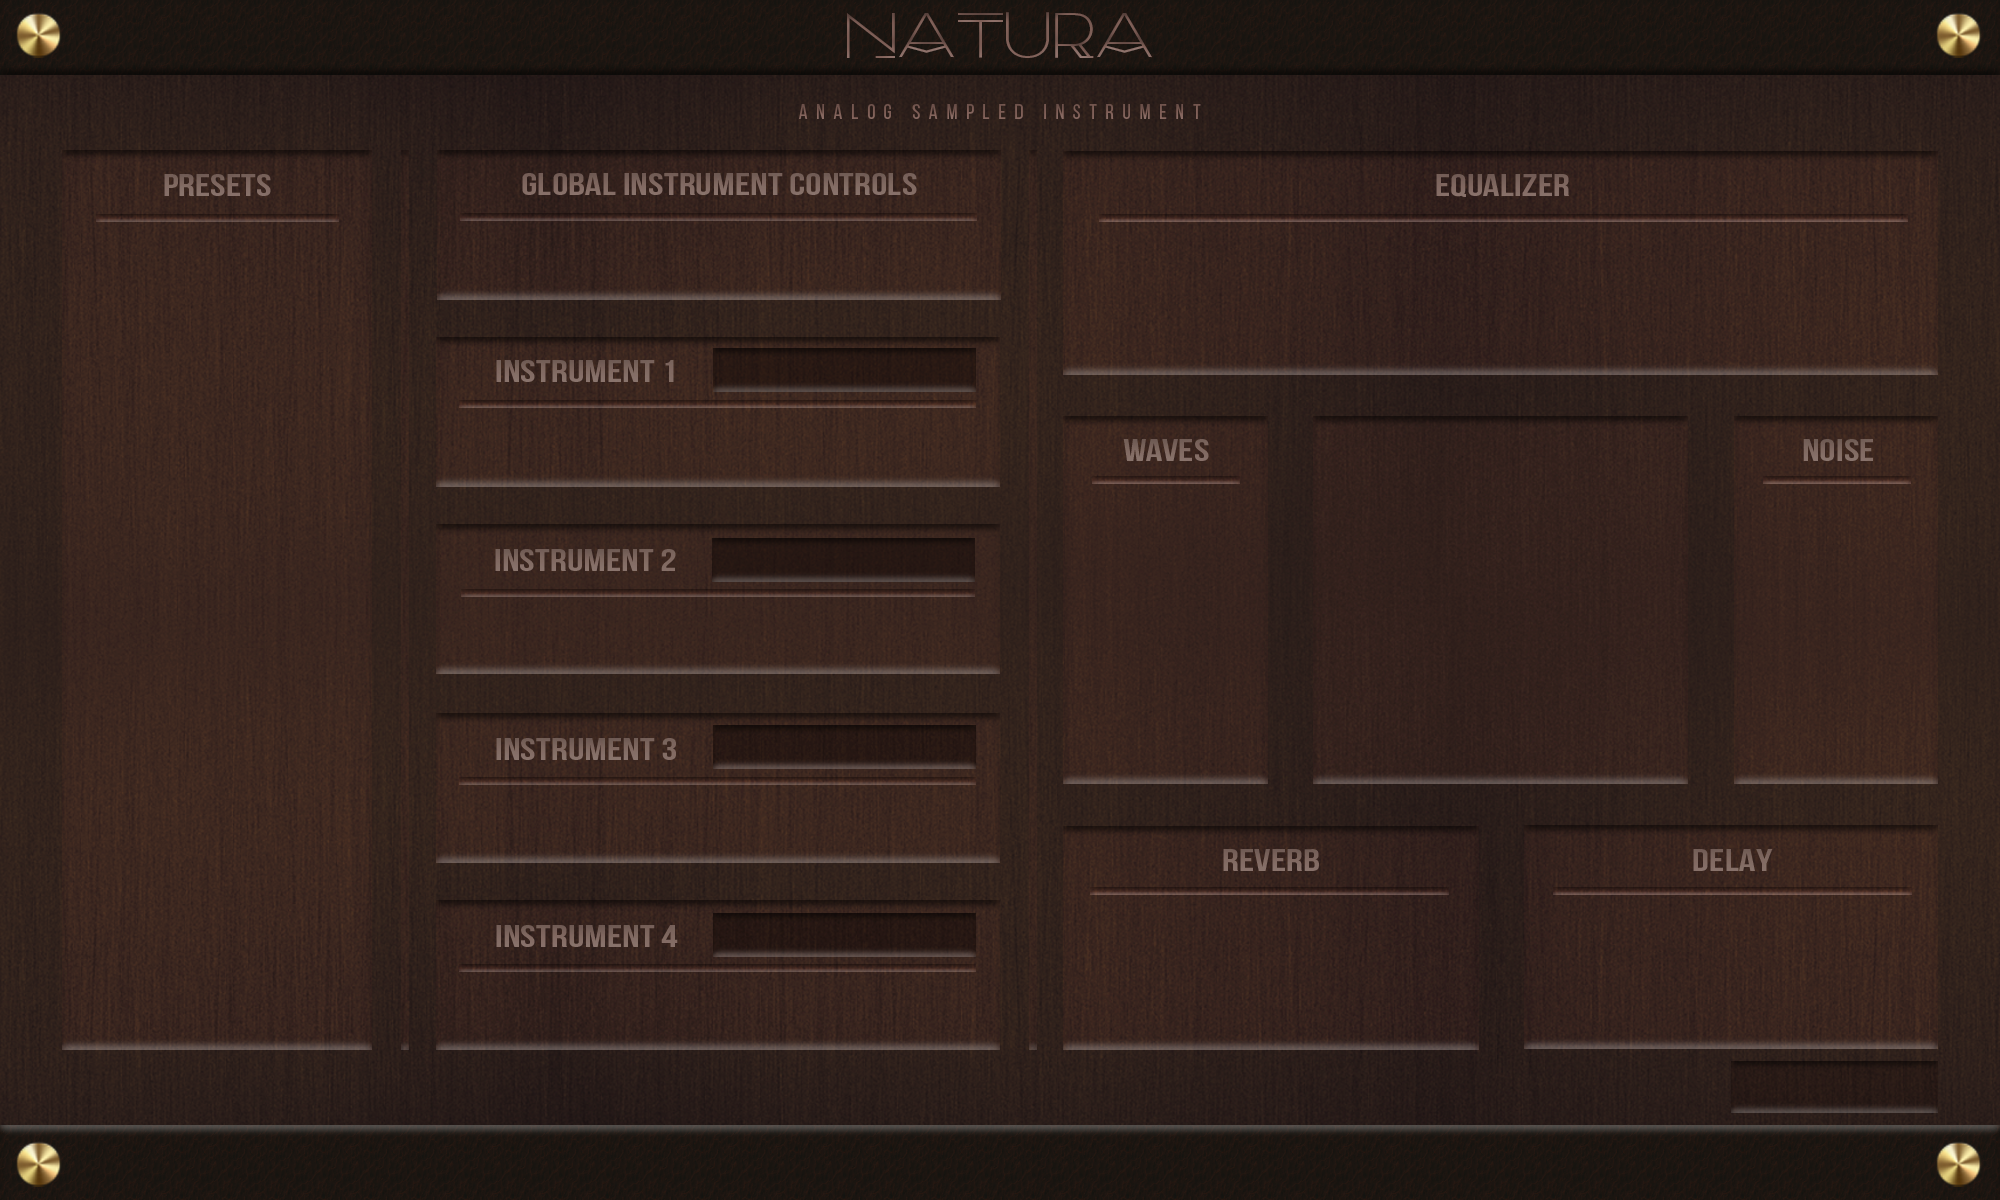 NATURA
ANALOG SAMPLED INSTRUMENT
PRESETS
GLOBAL INSTRUMENT CONTROLS
INSTRUMENT 1
INSTRUMENT 2
INSTRUMENT 3
INSTRUMENT 4
EQUALIZER
WAVES
NOISE
REVERB
DELAY